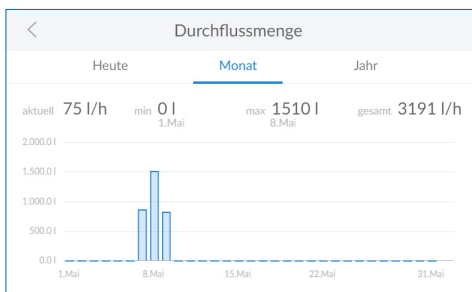 Durchflussmenge
Heute Monat Jahr
aktuell 75 l/h min 0 l max 1510 l gesamt 3191 l/h
1.Mai 8.Mai
2.000.0 l
1.500.0 l
1.000.0 l
500.0 l
0.0 l
1.Mai 8.Mai 15.Mai 22.Mai 31.Mai